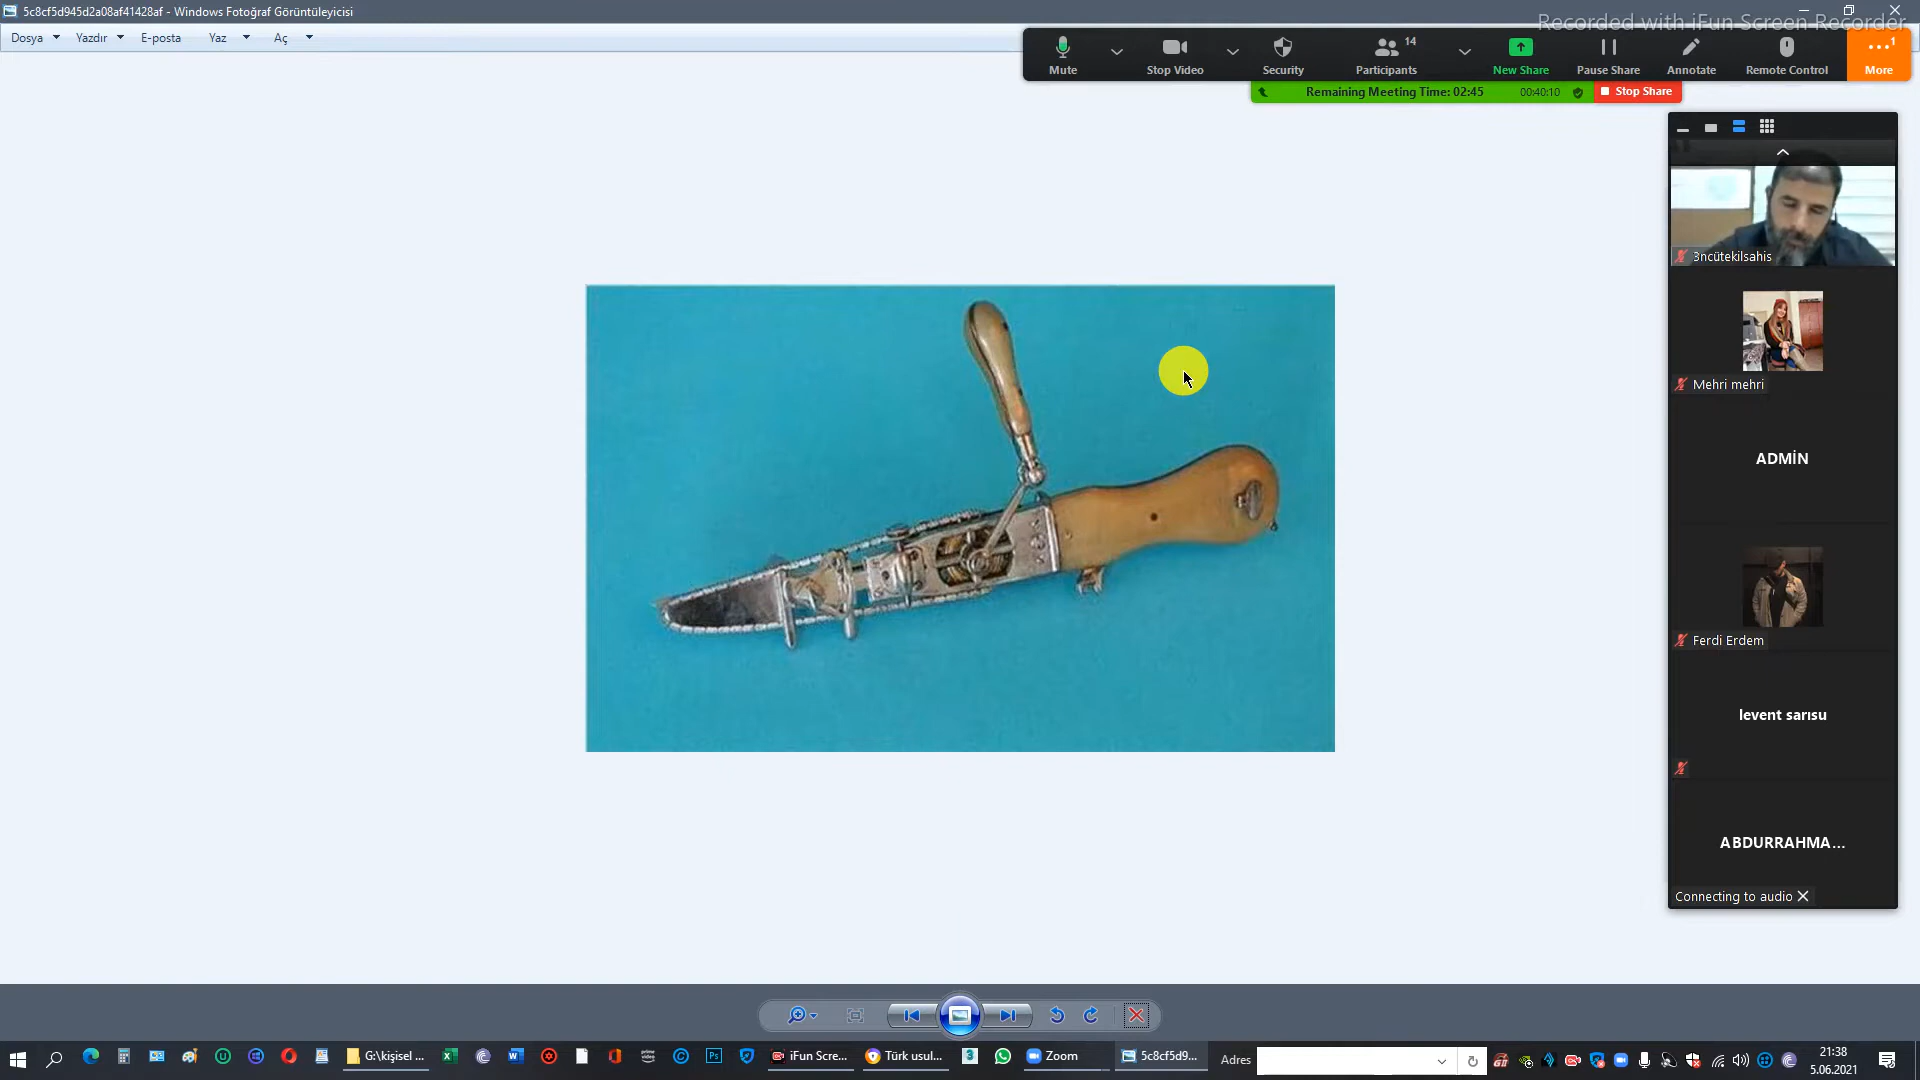 5c8cf5d945d2a08af41428af - Windows Fotoğraf Görüntüleyicisi
Recorded with iFun Screen Recorder
Dosya
Yazdır
E-posta
Yaz
Aç
Mute
Stop Video
Security
14
Participants
New Share
Pause Share
Annotate
Remote Control
1
More
Remaining Meeting Time: 02:45
00:40:10
Stop Share
3ncütekilsahis
Mehri mehri
ADMİN
Ferdi Erdem
levent sarısu
ABDURRAHMA...
Connecting to audio
G:\kişisel ...
iFun Scre...
Türk usul...
Zoom
5c8cf5d9...
Adres
21:38
5.06.2021